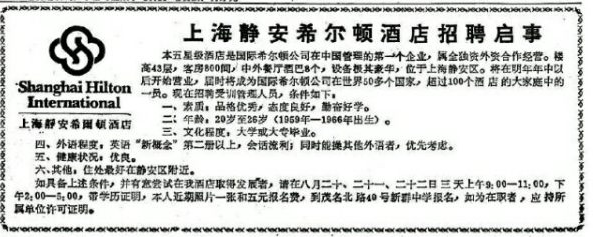 上海静安希尔顿酒店招聘启事
Shanghai Hilton
International
上海静安希爾頓酒店
本五星级酒店是国际希尔顿公司在中国管理的第一个企业，属全融资外资合作经营。楼
高43层，客房800间，中外餐厅酒巴8个，设备极其豪华，位于上海静安区。将在明年年中以
后开始营业，届时将成为国际希尔顿公司在世界50多个国家，超过100个酒店的大家庭中的
一员。现在招聘受训管理人员，条件如下：
一、素质：品格优秀，态度良好，勤奋好学。
二、年龄：20岁至26岁（1959年—1966年出生）。
三、文化程度：大学或大专毕业。
四、外语程度：英语“新概念”第二册以上，会话流利；同时能操其他外语者，优先考虑。
五、健康状况：优良。
六、其他：住处最好在静安区附近。
如具备上述条件，并有意尝试在我酒店取得发展者，请在八月二十、二十一、二十二日三天上午9:00—11:00，下
午2:00—5:00，带学历证明，本人近期照片一张和五元报名费，到茂名北路40号新群中学报名，如为在职者，应持所
属单位许可证明。